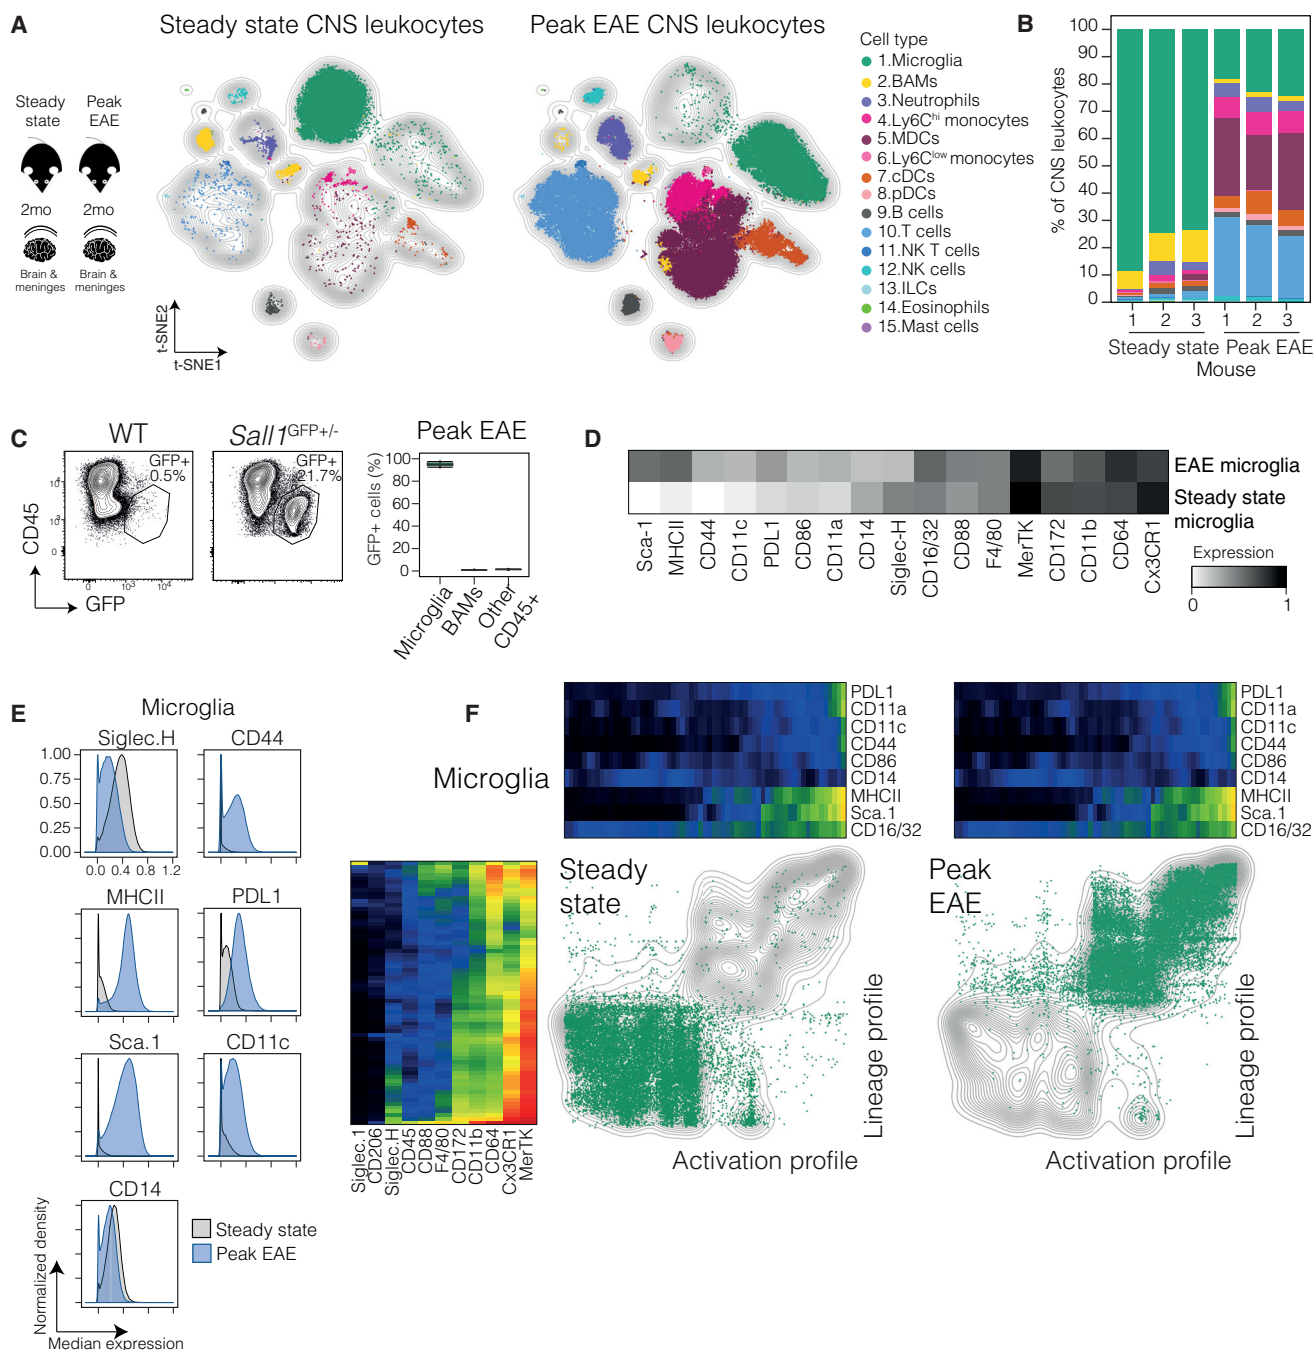 A
Steady state CNS leukocytes
Peak EAE CNS leukocytes
Steady state
Peak EAE
2mo
2mo
Brain & meninges
Brain & meninges
t-SNE2
t-SNE1
Cell type
1.Microglia
2.BAMs
3.Neutrophils
4.Ly6Chi monocytes
5.MDCs
6.Ly6Clow monocytes
7.cDCs
8.pDCs
9.B cells
10.T cells
11.NK T cells
12.NK cells
13.ILCs
14.Eosinophils
15.Mast cells
B
% of CNS leukocytes
100
90
80
70
60
50
40
30
20
10
0
1 2 3 1 2 3
Steady state Peak EAE
Mouse
C
WT
Sall1GFP+/-
GFP+
0.5%
GFP+
21.7%
CD45
GFP
10⁴
10³
0
0 10³ 10⁴
Peak EAE
GFP+ cells (%)
100
80
60
40
20
0
Microglia
BAMs
Other CD45+
D
EAE microglia
Steady state microglia
Sca-1
MHCII
CD44
CD11c
PDL1
CD86
CD11a
CD14
Siglec-H
CD16/32
CD88
F4/80
MerTK
CD172
CD11b
CD64
Cx3CR1
Expression
0 1
E
Microglia
Siglec.H
CD44
1.00
0.75
0.50
0.25
0.00
0.0 0.4 0.8 1.2
MHCII
PDL1
Sca.1
CD11c
CD14
Normalized density
Median expression
Steady state
Peak EAE
F
Microglia
PDL1
CD11a
CD11c
CD44
CD86
CD14
MHCII
Sca.1
CD16/32
PDL1
CD11a
CD11c
CD44
CD86
CD14
MHCII
Sca.1
CD16/32
Siglec.1
CD206
Siglec.H
CD45
CD88
F4/80
CD172
CD11b
CD64
Cx3CR1
MerTK
Steady
state
Lineage profile
Activation profile
Peak
EAE
Lineage profile
Activation profile